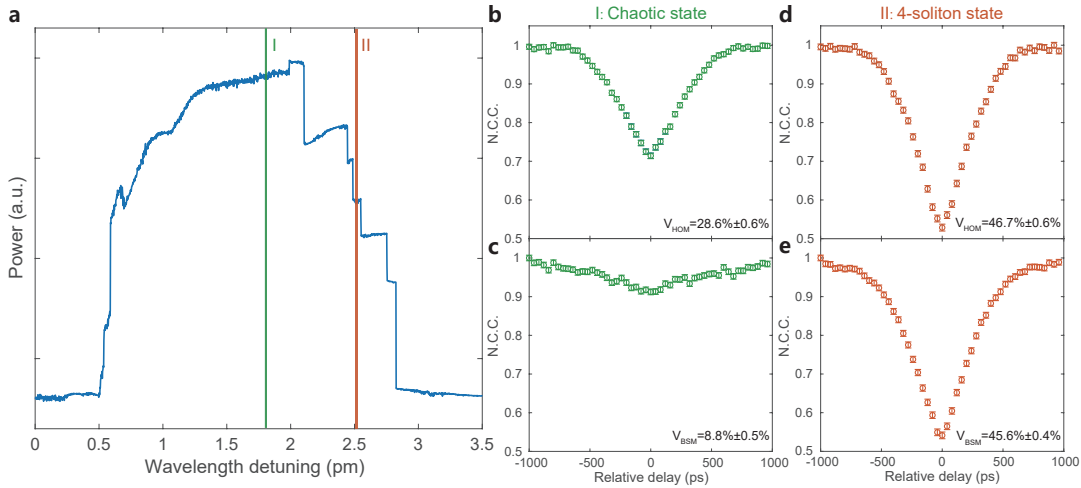 a
I
II
Power (a.u.)
0
0.5
1
1.5
2
2.5
3
3.5
Wavelength detuning (pm)
b
I: Chaotic state
1
0.9
0.8
0.7
0.6
0.5
N.C.C.
V_HOM=28.6%±0.6%
c
1
0.9
0.8
0.7
0.6
0.5
N.C.C.
V_BSM=8.8%±0.5%
-1000
-500
0
500
1000
Relative delay (ps)
d
II: 4-soliton state
1
0.9
0.8
0.7
0.6
0.5
N.C.C.
V_HOM=46.7%±0.6%
e
1
0.9
0.8
0.7
0.6
0.5
N.C.C.
V_BSM=45.6%±0.4%
-1000
-500
0
500
1000
Relative delay (ps)